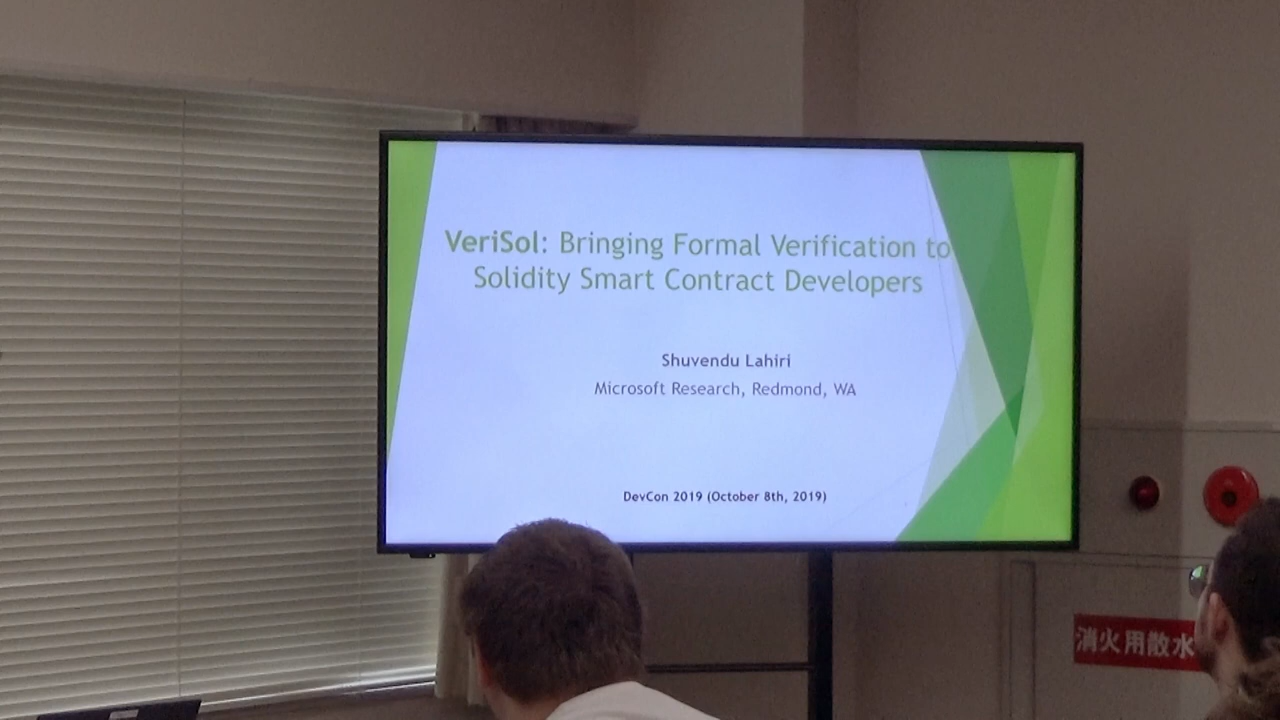 VeriSol: Bringing Formal Verification to
Solidity Smart Contract Developers
Shuvendu Lahiri
Microsoft Research, Redmond, WA
DevCon 2019 (October 8th, 2019)
消火用散水